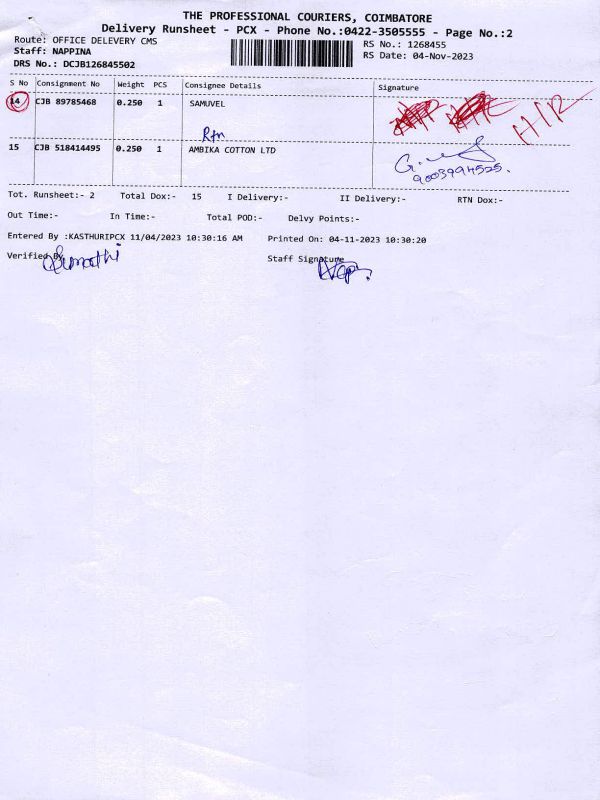 THE PROFESSIONAL COURIERS, COIMBATORE
Delivery Runsheet - PCX - Phone No.:0422-3505555 - Page No.:2
Route: OFFICE DELEVERY CMS
RS No.: 1268455
Staff: NAPPINA
RS Date: 04-Nov-2023
DRS No.: DCJB126845502
S No Consignment No Weight PCS Consignee Details Signature
14 CJB 89785468 0.250 1 SAMUVEL
H/R
Rtn
15 CJB 518414495 0.250 1 AMBIKA COTTON LTD
9003994525.
Tot. Runsheet:- 2 Total Dox:- 15 I Delivery:- II Delivery:- RTN Dox:-
Out Time:- In Time:- Total POD:- Delvy Points:-
Entered By :KASTHURIPCX 11/04/2023 10:30:16 AM Printed On: 04-11-2023 10:30:20
Verified By Staff Signature